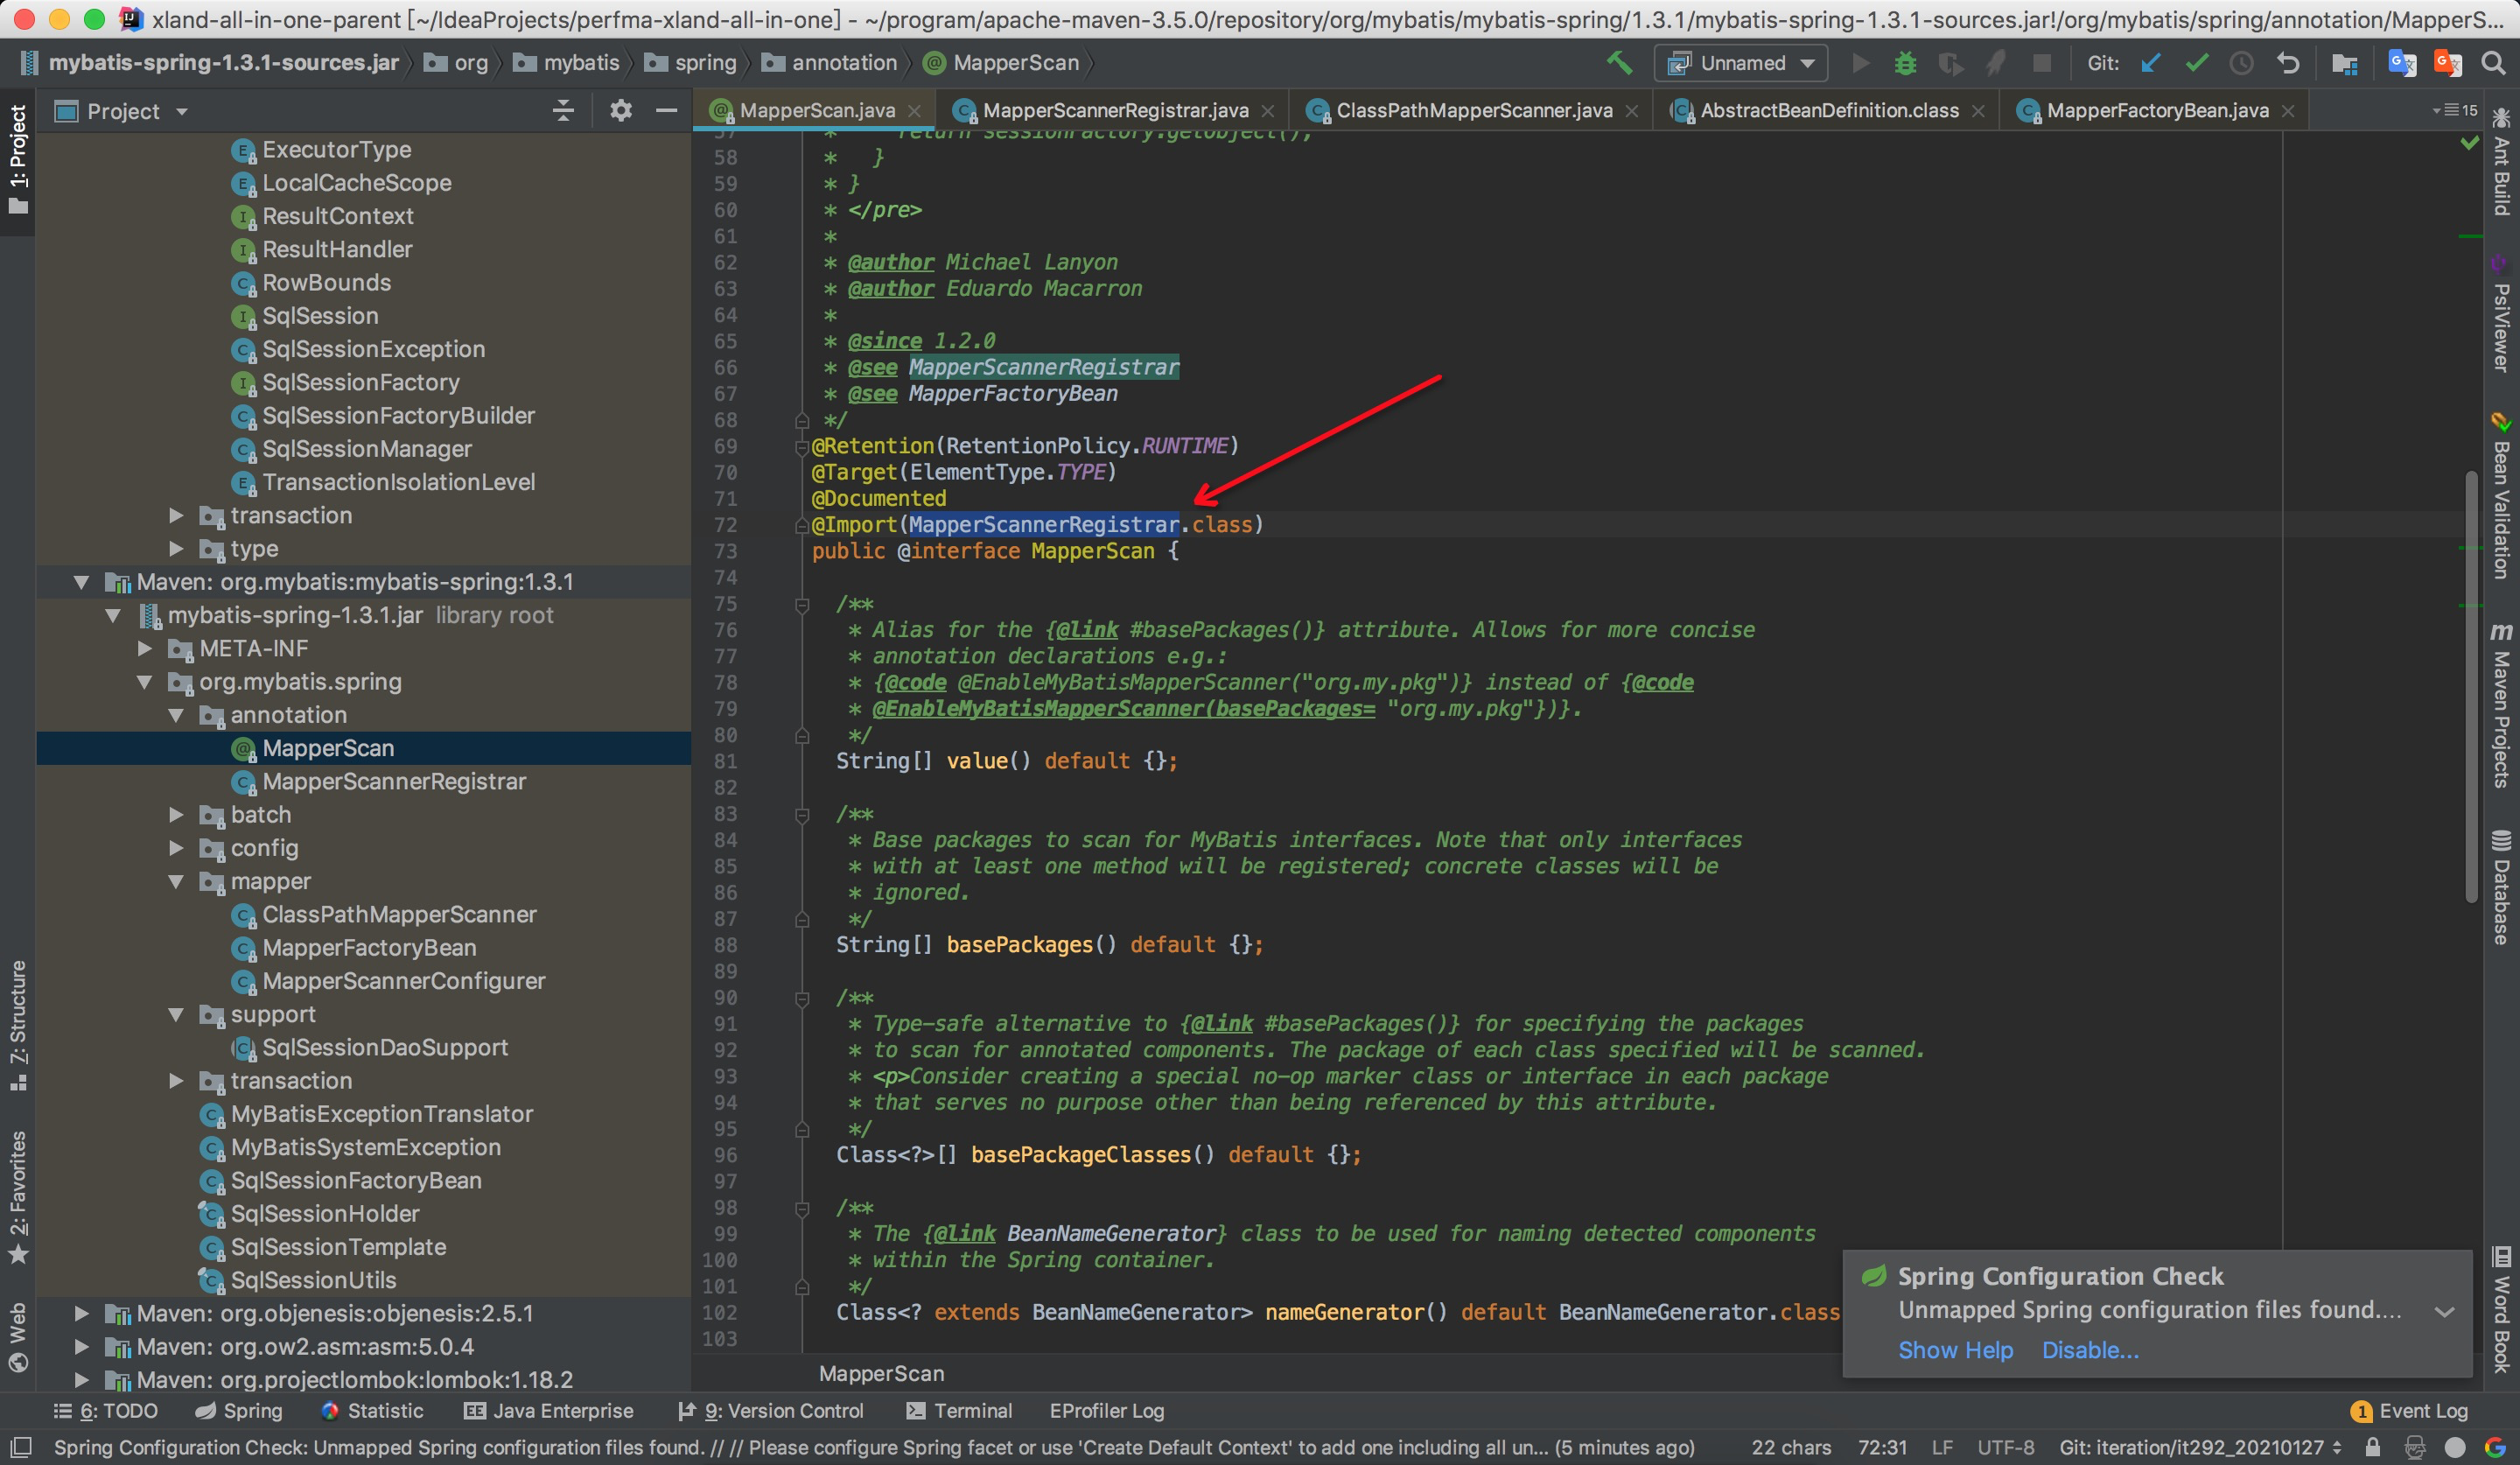 xland-all-in-one-parent [~/IdeaProjects/perfma-xland-all-in-one] - ~/program/apache-maven-3.5.0/repository/org/mybatis/mybatis-spring/1.3.1/mybatis-spring-1.3.1-sources.jar!/org/mybatis/spring/annotation/MapperS...
mybatis-spring-1.3.1-sources.jar org mybatis spring annotation MapperScan
Unnamed Git:
Project
MapperScan.java MapperScannerRegistrar.java ClassPathMapperScanner.java AbstractBeanDefinition.class MapperFactoryBean.java 15
1: Project
7: Structure
2: Favorites
Web
ExecutorType
LocalCacheScope
ResultContext
ResultHandler
RowBounds
SqlSession
SqlSessionException
SqlSessionFactory
SqlSessionFactoryBuilder
SqlSessionManager
TransactionIsolationLevel
transaction
type
Maven: org.mybatis:mybatis-spring:1.3.1
mybatis-spring-1.3.1.jar library root
META-INF
org.mybatis.spring
annotation
MapperScan
MapperScannerRegistrar
batch
config
mapper
ClassPathMapperScanner
MapperFactoryBean
MapperScannerConfigurer
support
SqlSessionDaoSupport
transaction
MyBatisExceptionTranslator
MyBatisSystemException
SqlSessionFactoryBean
SqlSessionHolder
SqlSessionTemplate
SqlSessionUtils
Maven: org.objenesis:objenesis:2.5.1
Maven: org.ow2.asm:asm:5.0.4
Maven: org.projectlombok:lombok:1.18.2
57 * return sessionFactory.getObject();
58 * }
59 * }
60 * </pre>
61 *
62 * @author Michael Lanyon
63 * @author Eduardo Macarron
64 *
65 * @since 1.2.0
66 * @see MapperScannerRegistrar
67 * @see MapperFactoryBean
68 */
69 @Retention(RetentionPolicy.RUNTIME)
70 @Target(ElementType.TYPE)
71 @Documented
72 @Import(MapperScannerRegistrar.class)
73 public @interface MapperScan {
74
75 /**
76 * Alias for the {@link #basePackages()} attribute. Allows for more concise
77 * annotation declarations e.g.:
78 * {@code @EnableMyBatisMapperScanner("org.my.pkg")} instead of {@code
79 * @EnableMyBatisMapperScanner(basePackages= "org.my.pkg"})}.
80 */
81 String[] value() default {};
82
83 /**
84 * Base packages to scan for MyBatis interfaces. Note that only interfaces
85 * with at least one method will be registered; concrete classes will be
86 * ignored.
87 */
88 String[] basePackages() default {};
89
90 /**
91 * Type-safe alternative to {@link #basePackages()} for specifying the packages
92 * to scan for annotated components. The package of each class specified will be scanned.
93 * <p>Consider creating a special no-op marker class or interface in each package
94 * that serves no purpose other than being referenced by this attribute.
95 */
96 Class<?>[] basePackageClasses() default {};
97
98 /**
99 * The {@link BeanNameGenerator} class to be used for naming detected components
100 * within the Spring container.
101 */
102 Class<? extends BeanNameGenerator> nameGenerator() default BeanNameGenerator.class
103
MapperScan
Ant Build
PsiViewer
Bean Validation
Maven Projects
Database
Word Book
Spring Configuration Check
Unmapped Spring configuration files found....
Show Help Disable...
6: TODO Spring Statistic Java Enterprise 9: Version Control Terminal EProfiler Log 1 Event Log
Spring Configuration Check: Unmapped Spring configuration files found. // // Please configure Spring facet or use 'Create Default Context' to add one including all un... (5 minutes ago) 22 chars 72:31 LF UTF-8 Git: iteration/it292_20210127